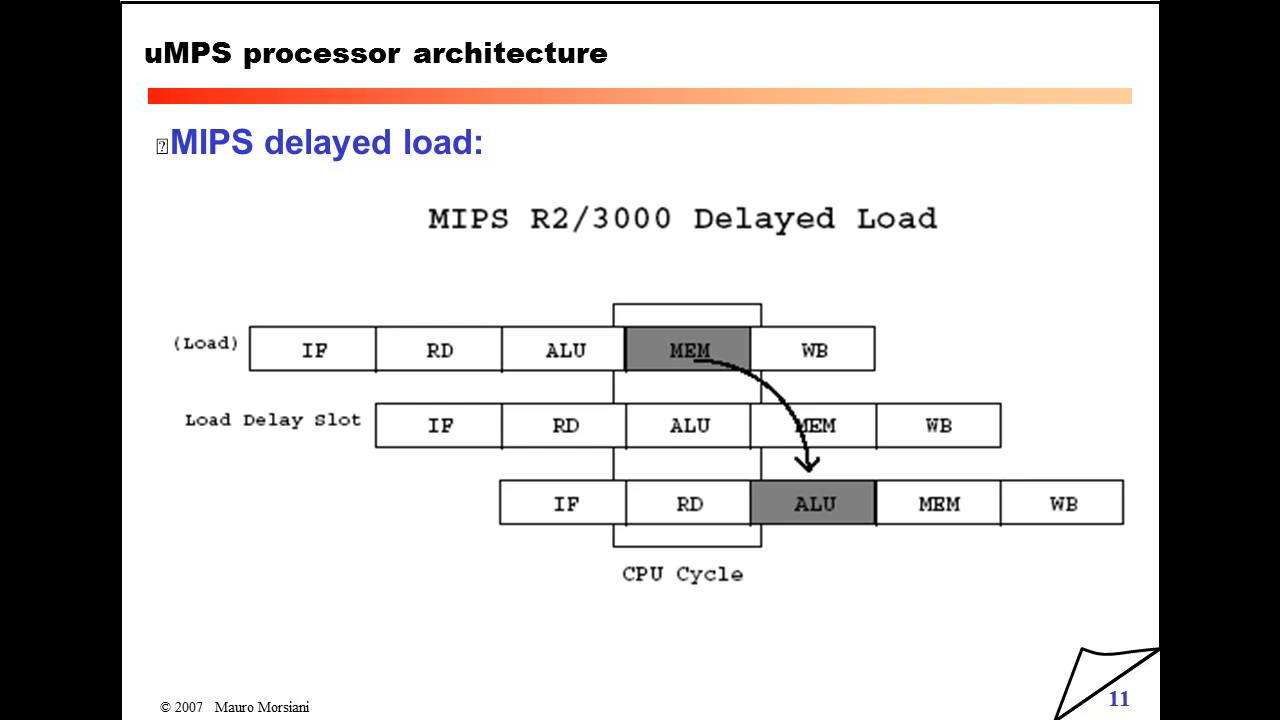 uMPS processor architecture
MIPS delayed load:
MIPS R2/3000 Delayed Load
(Load) IF RD ALU MEM WB
Load Delay Slot IF RD ALU MEM WB
IF RD ALU MEM WB
CPU Cycle
© 2007 Mauro Morsiani
11